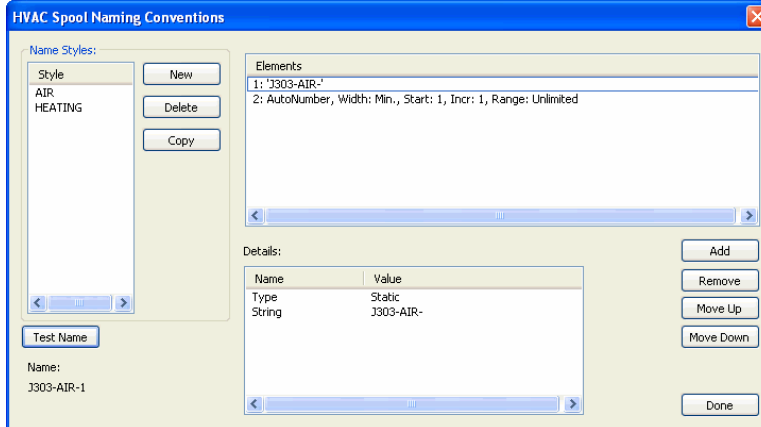 HVAC Spool Naming Conventions
Name Styles:
Style
AIR
HEATING
New
Delete
Copy
Elements
1: 'J303-AIR-'
2: AutoNumber, Width: Min., Start: 1, Incr: 1, Range: Unlimited
Details:
Name Value
Type Static
String J303-AIR-
Add
Remove
Move Up
Move Down
Test Name
Name:
J303-AIR-1
Done